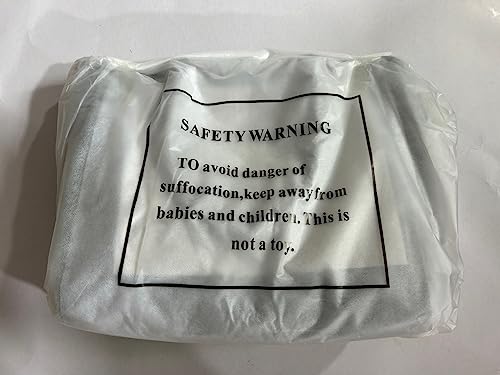 SAFETY WARNING
TO avoid danger of
suffocation,keep away from
babies and children. This is
not a toy.